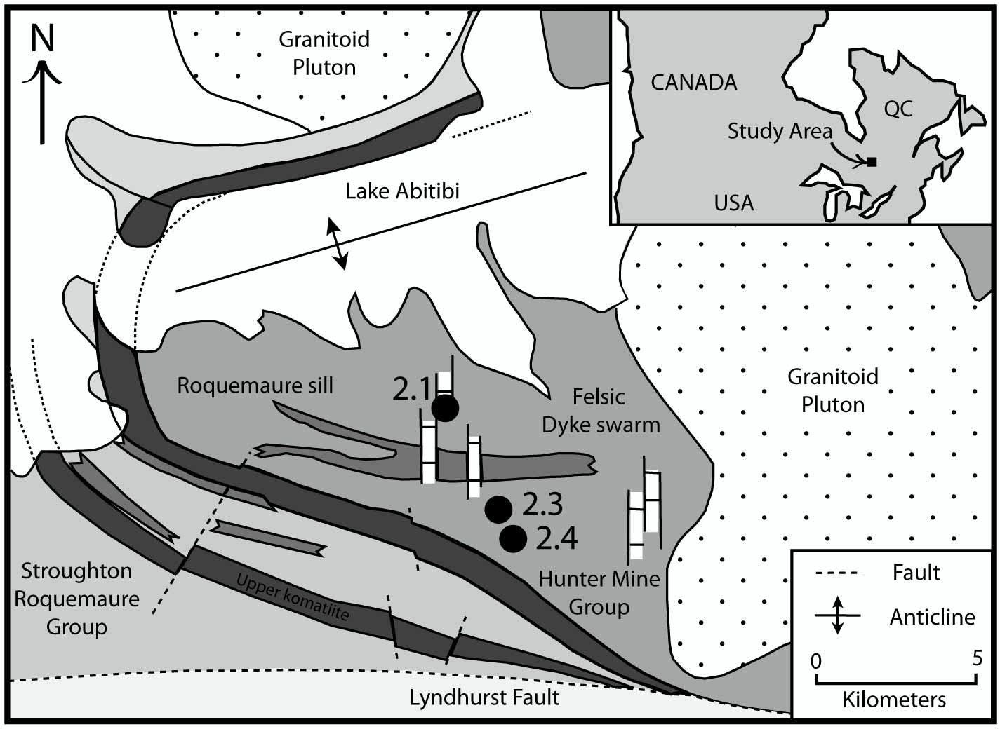 N
Granitoid
Pluton
CANADA
QC
Study Area
USA
Lake Abitibi
Roquemaure sill
2.1
Felsic
Dyke swarm
Granitoid
Pluton
2.3
2.4
Stroughton
Roquemaure
Group
Upper komatiite
Hunter Mine
Group
Lyndhurst Fault
Fault
Anticline
0 5
Kilometers